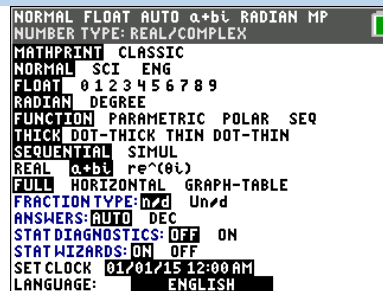 NORMAL FLOAT AUTO a+bi RADIAN MP
NUMBER TYPE: REAL/COMPLEX
MATHPRINT CLASSIC
NORMAL SCI ENG
FLOAT 0 1 2 3 4 5 6 7 8 9
RADIAN DEGREE
FUNCTION PARAMETRIC POLAR SEQ
THICK DOT-THICK THIN DOT-THIN
SEQUENTIAL SIMUL
REAL a+bi re^(θi)
FULL HORIZONTAL GRAPH-TABLE
FRACTION TYPE: n/d Un/d
ANSWERS: AUTO DEC
STAT DIAGNOSTICS: OFF ON
STAT WIZARDS: ON OFF
SET CLOCK 01/01/15 12:00 AM
LANGUAGE: ENGLISH